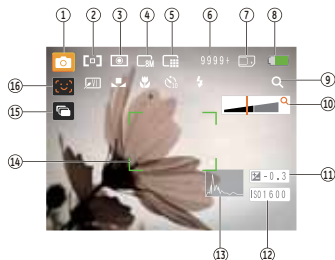 ① ② ③ ④ ⑤ ⑥ ⑦ ⑧
8M 9999+
⑯ ⑨
⑮ ⑩
⑭
-0.3 ⑪
ISO1600
⑬ ⑫